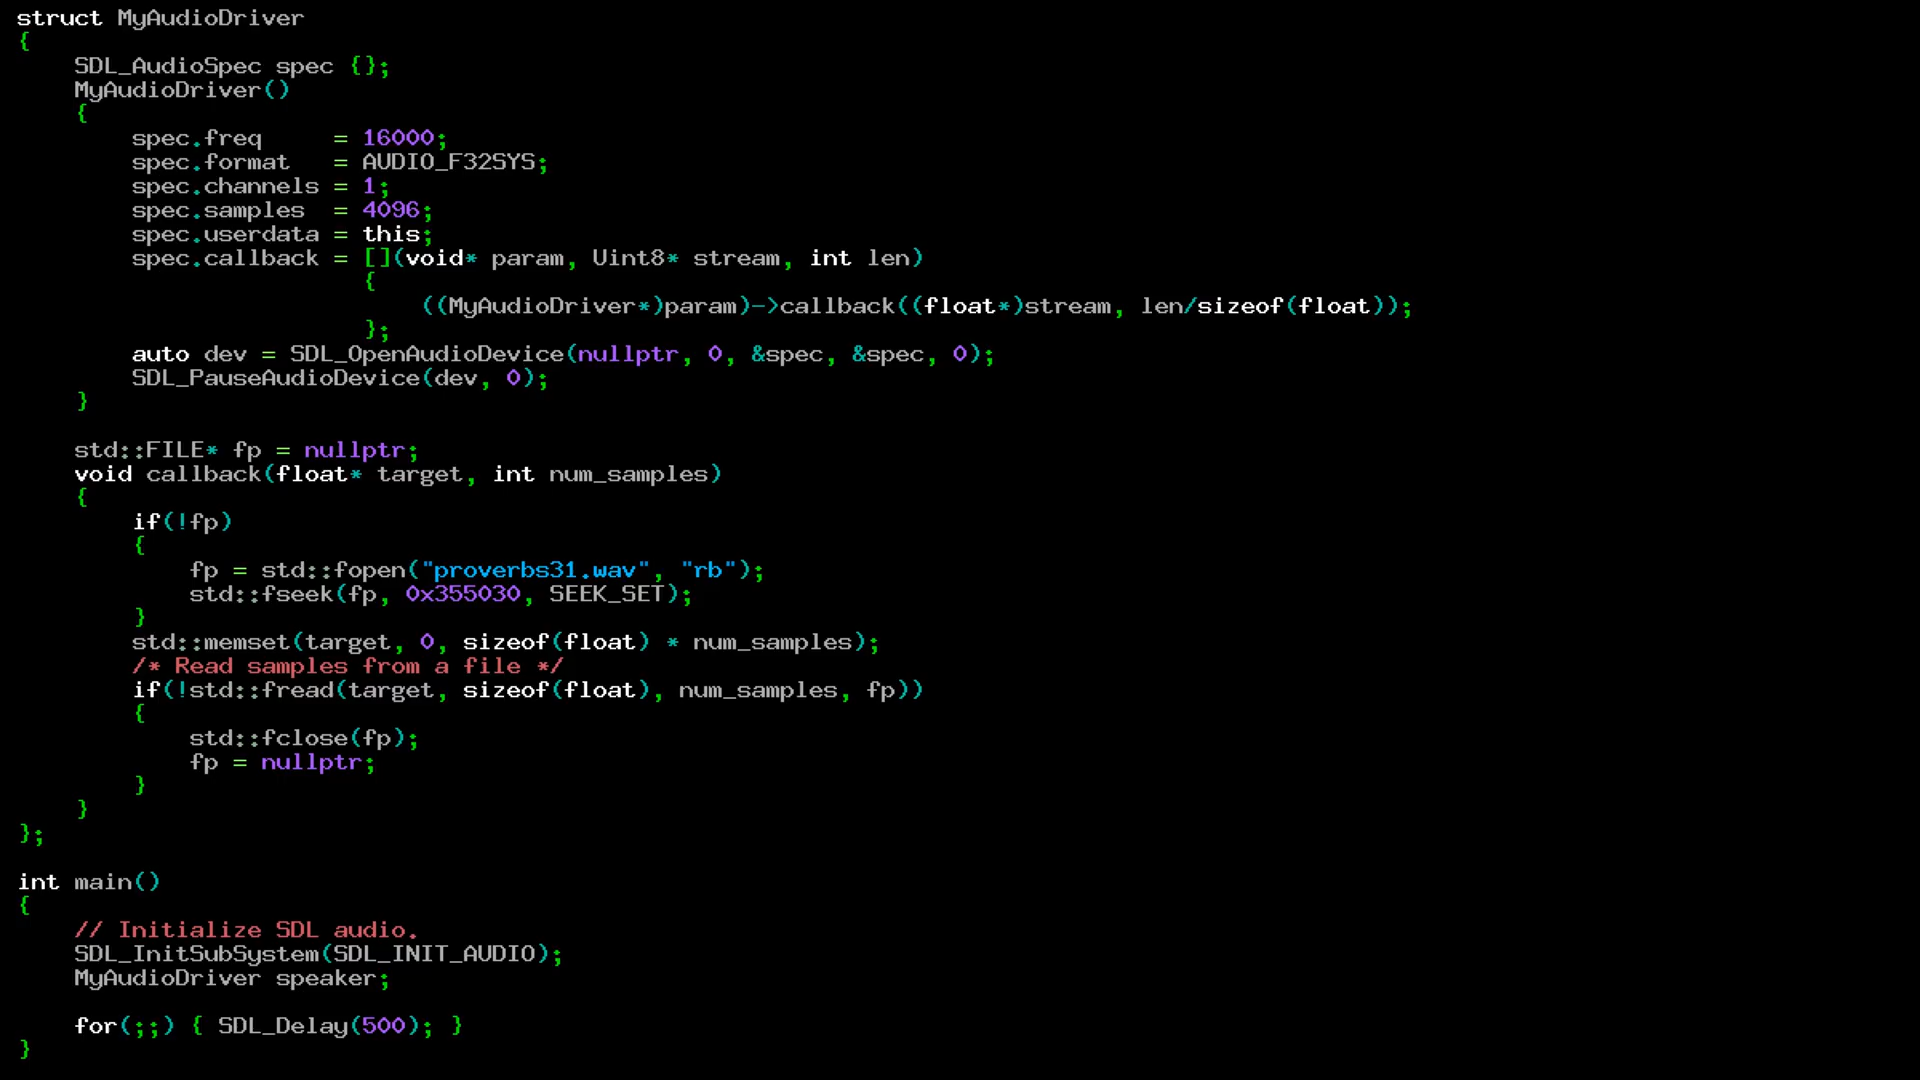 struct MyAudioDriver
{
    SDL_AudioSpec spec {};
    MyAudioDriver()
    {
        spec.freq     = 16000;
        spec.format   = AUDIO_F32SYS;
        spec.channels = 1;
        spec.samples  = 4096;
        spec.userdata = this;
        spec.callback = [](void* param, Uint8* stream, int len)
                        {
                            ((MyAudioDriver*)param)->callback((float*)stream, len/sizeof(float));
                        };
        auto dev = SDL_OpenAudioDevice(nullptr, 0, &spec, &spec, 0);
        SDL_PauseAudioDevice(dev, 0);
    }

    std::FILE* fp = nullptr;
    void callback(float* target, int num_samples)
    {
        if(!fp)
        {
            fp = std::fopen("proverbs31.wav", "rb");
            std::fseek(fp, 0x355030, SEEK_SET);
        }
        std::memset(target, 0, sizeof(float) * num_samples);
        /* Read samples from a file */
        if(!std::fread(target, sizeof(float), num_samples, fp))
        {
            std::fclose(fp);
            fp = nullptr;
        }
    }
};

int main()
{
    // Initialize SDL audio.
    SDL_InitSubSystem(SDL_INIT_AUDIO);
    MyAudioDriver speaker;

    for(;;) { SDL_Delay(500); }
}